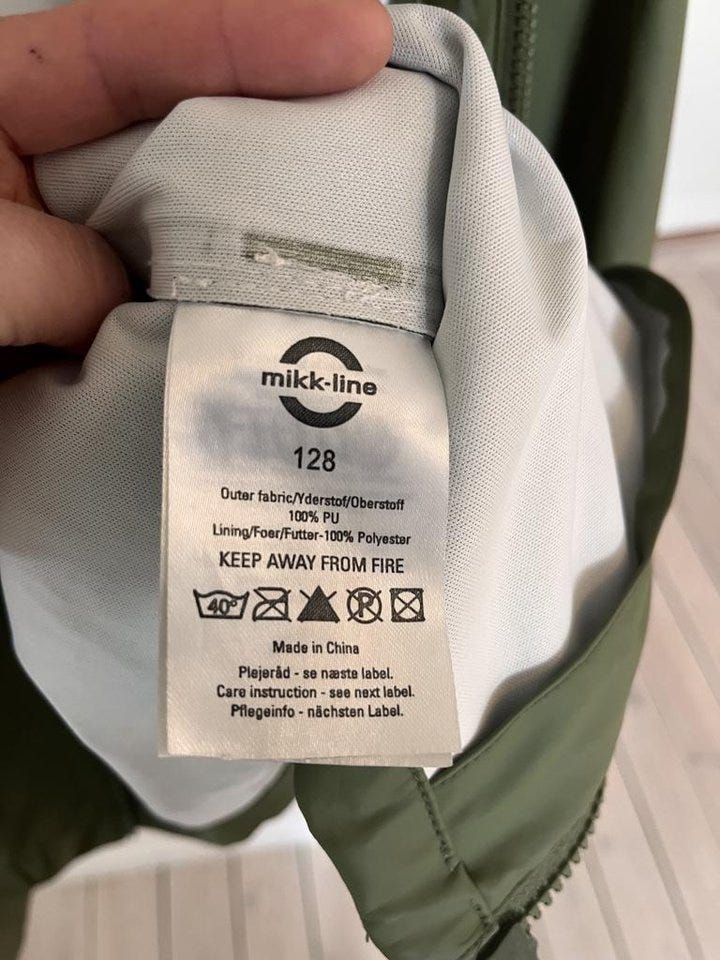 mikk-line
128
Outer fabric/Yderstof/Oberstoff
100% PU
Lining/Foer/Futter-100% Polyester
KEEP AWAY FROM FIRE
40° P
Made in China
Plejeråd - se næste label.
Care instruction - see next label.
Pflegeinfo - nächsten Label.